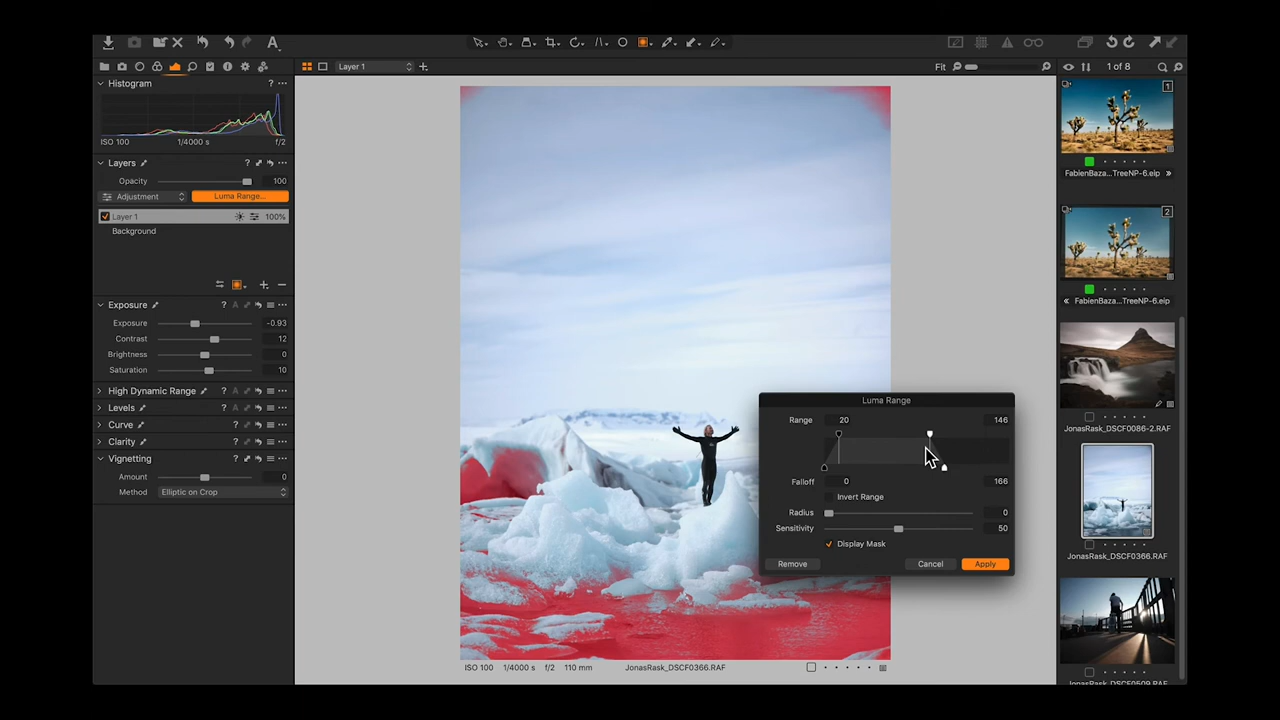 A
Layer 1
Fit
1 of 8
Histogram
?
ISO 100 1/4000 s f/2
Layers
?
Opacity 100
Adjustment Luma Range...
Layer 1 100%
Background
Exposure ? A
Exposure -0.93
Contrast 12
Brightness 0
Saturation 10
High Dynamic Range ? A
Levels ? A
Curve ? A
Clarity ? A
Vignetting ?
Amount 0
Method Elliptic on Crop
Luma Range
Range 20 146
Falloff 0 166
Invert Range
Radius 0
Sensitivity 50
Display Mask
Remove Cancel Apply
ISO 100 1/4000 s f/2 110 mm JonasRask_DSCF0366.RAF
1
FabienBaza...TreeNP-6.eip »
2
« FabienBaza...TreeNP-6.eip
JonasRask_DSCF0086-2.RAF
JonasRask_DSCF0366.RAF
JonasRask_DSCF0509.RAF